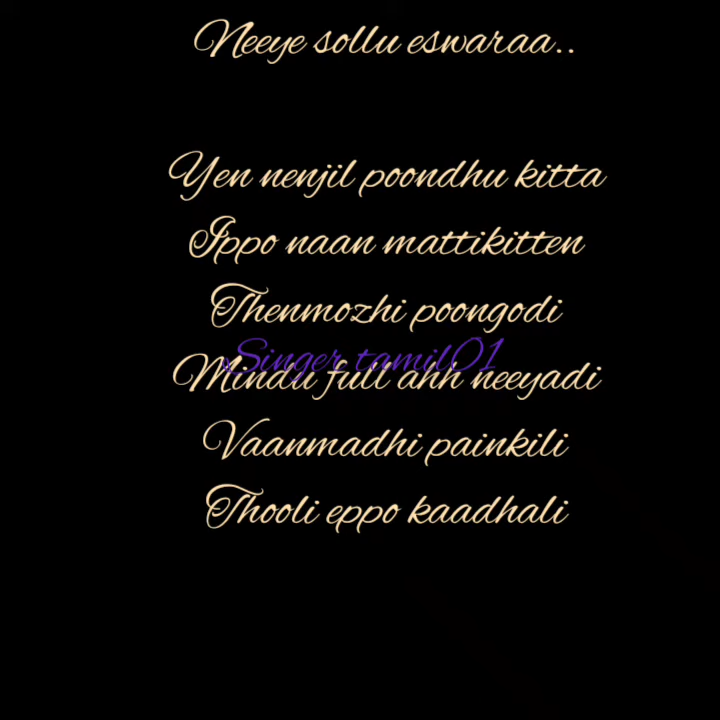 Neeye sollu eswaraa..
Yen nenjil poondhu kitta
Ippo naan mattikitten
Thenmozhi poongodi
Singer tamil01
Mindu full ahh neeyadi
Vaanmadhi painkili
Thooli eppo kaadhali